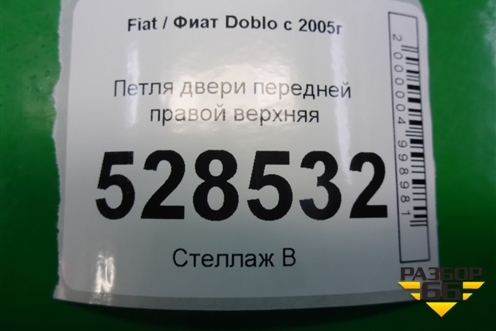 Fiat / Фиат Doblo с 2005г
Петля двери передней
правой верхняя
528532
Стеллаж В
2000004998981
РАЗБОР
66